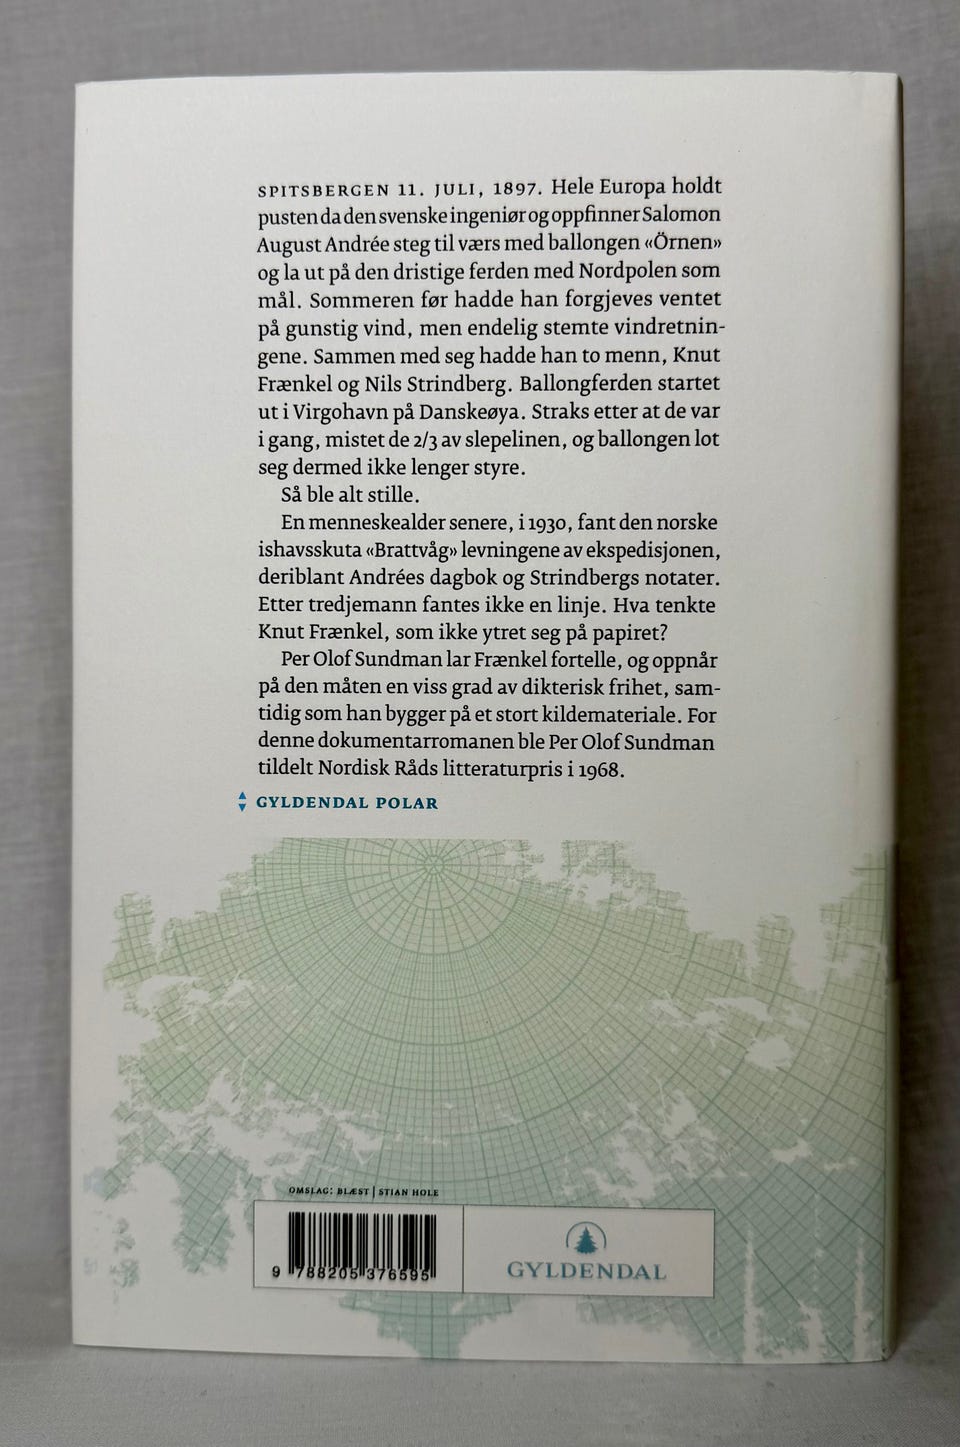 SPITSBERGEN 11. JULI, 1897. Hele Europa holdt
pusten da den svenske ingeniør og oppfinner Salomon
August Andrée steg til værs med ballongen «Örnen»
og la ut på den dristige ferden med Nordpolen som
mål. Sommeren før hadde han forgjeves ventet
på gunstig vind, men endelig stemte vindretnin-
gene. Sammen med seg hadde han to menn, Knut
Frænkel og Nils Strindberg. Ballongferden startet
ut i Virgohavn på Danskeøya. Straks etter at de var
i gang, mistet de 2/3 av slepelinen, og ballongen lot
seg dermed ikke lenger styre.
Så ble alt stille.
En menneskealder senere, i 1930, fant den norske
ishavsskuta «Brattvåg» levningene av ekspedisjonen,
deriblant Andrées dagbok og Strindbergs notater.
Etter tredjemann fantes ikke en linje. Hva tenkte
Knut Frænkel, som ikke ytret seg på papiret?
Per Olof Sundman lar Frænkel fortelle, og oppnår
på den måten en viss grad av dikterisk frihet, sam-
tidig som han bygger på et stort kildemateriale. For
denne dokumentarromanen ble Per Olof Sundman
tildelt Nordisk Råds litteraturpris i 1968.
GYLDENDAL POLAR
OMSLAG: BLÆST | STIAN HOLE
9 788205 376595
GYLDENDAL